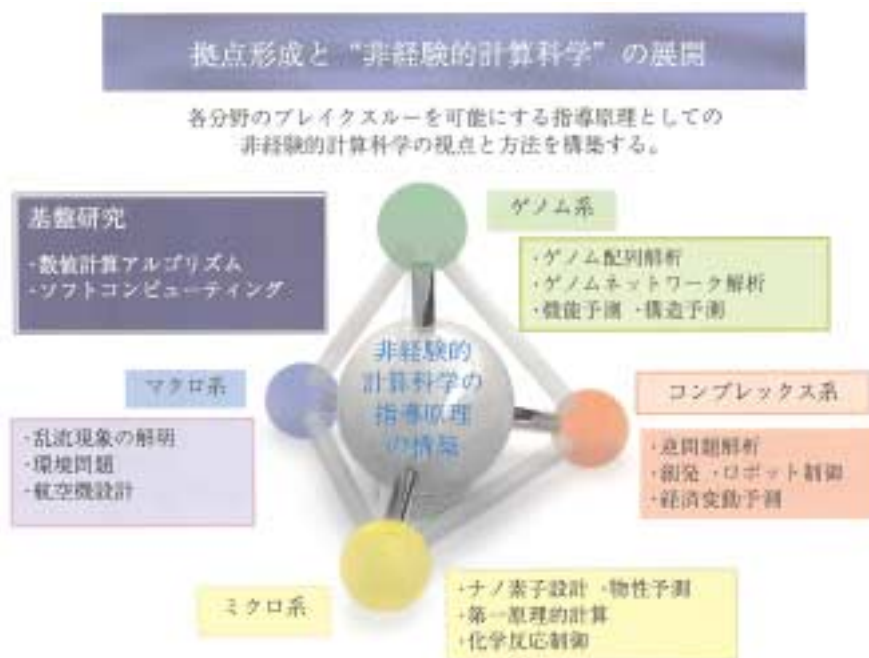 拠点形成と“非経験的計算科学”の展開
各分野のブレイクスルーを可能にする指導原理としての
非経験的計算科学の視点と方法を構築する。
基盤研究
・数値計算アルゴリズム
・ソフトコンピューティング
ゲノム系
・ゲノム配列解析
・ゲノムネットワーク解析
・機能予測 ・構造予測
非経験的
計算科学の
指導原理
の構築
マクロ系
・乱流現象の解明
・環境問題
・航空機設計
コンプレックス系
・逆問題解析
・創発 ・ロボット制御
・経済変動予測
ミクロ系
・ナノ素子設計 ・物性予測
・第一原理的計算
・化学反応制御